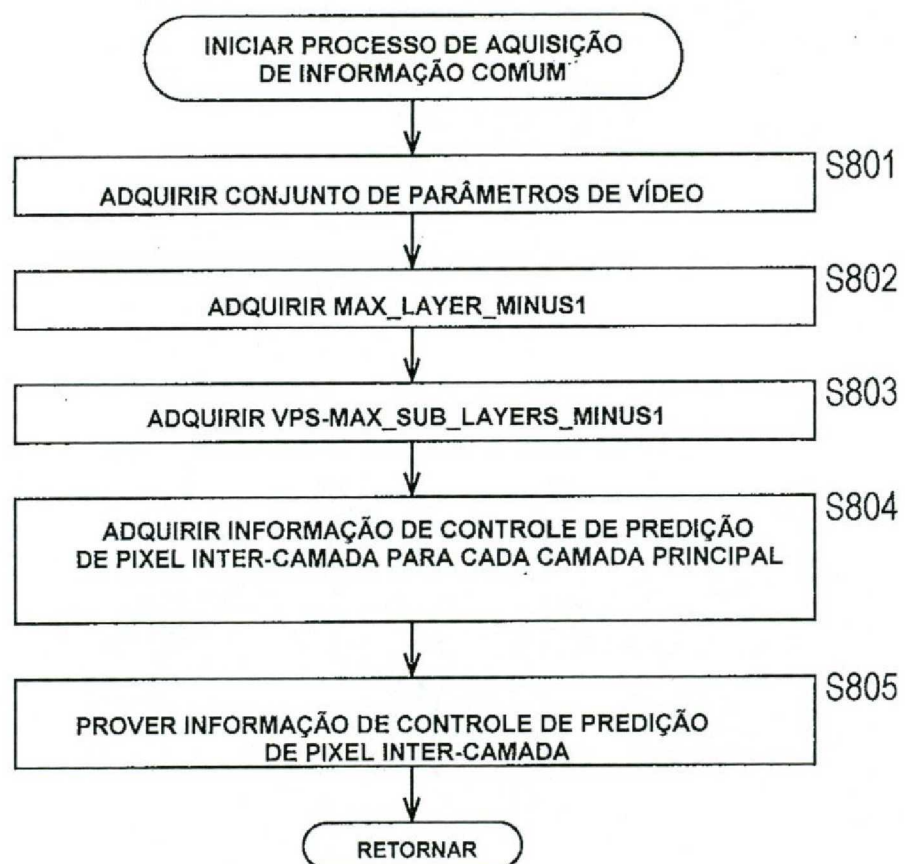 INICIAR PROCESSO DE AQUISIÇÃO
DE INFORMAÇÃO COMUM
S801
ADQUIRIR CONJUNTO DE PARÂMETROS DE VÍDEO
S802
ADQUIRIR MAX_LAYER_MINUS1
S803
ADQUIRIR VPS-MAX_SUB_LAYERS_MINUS1
S804
ADQUIRIR INFORMAÇÃO DE CONTROLE DE PREDIÇÃO
DE PIXEL INTER-CAMADA PARA CADA CAMADA PRINCIPAL
S805
PROVER INFORMAÇÃO DE CONTROLE DE PREDIÇÃO
DE PIXEL INTER-CAMADA
RETORNAR